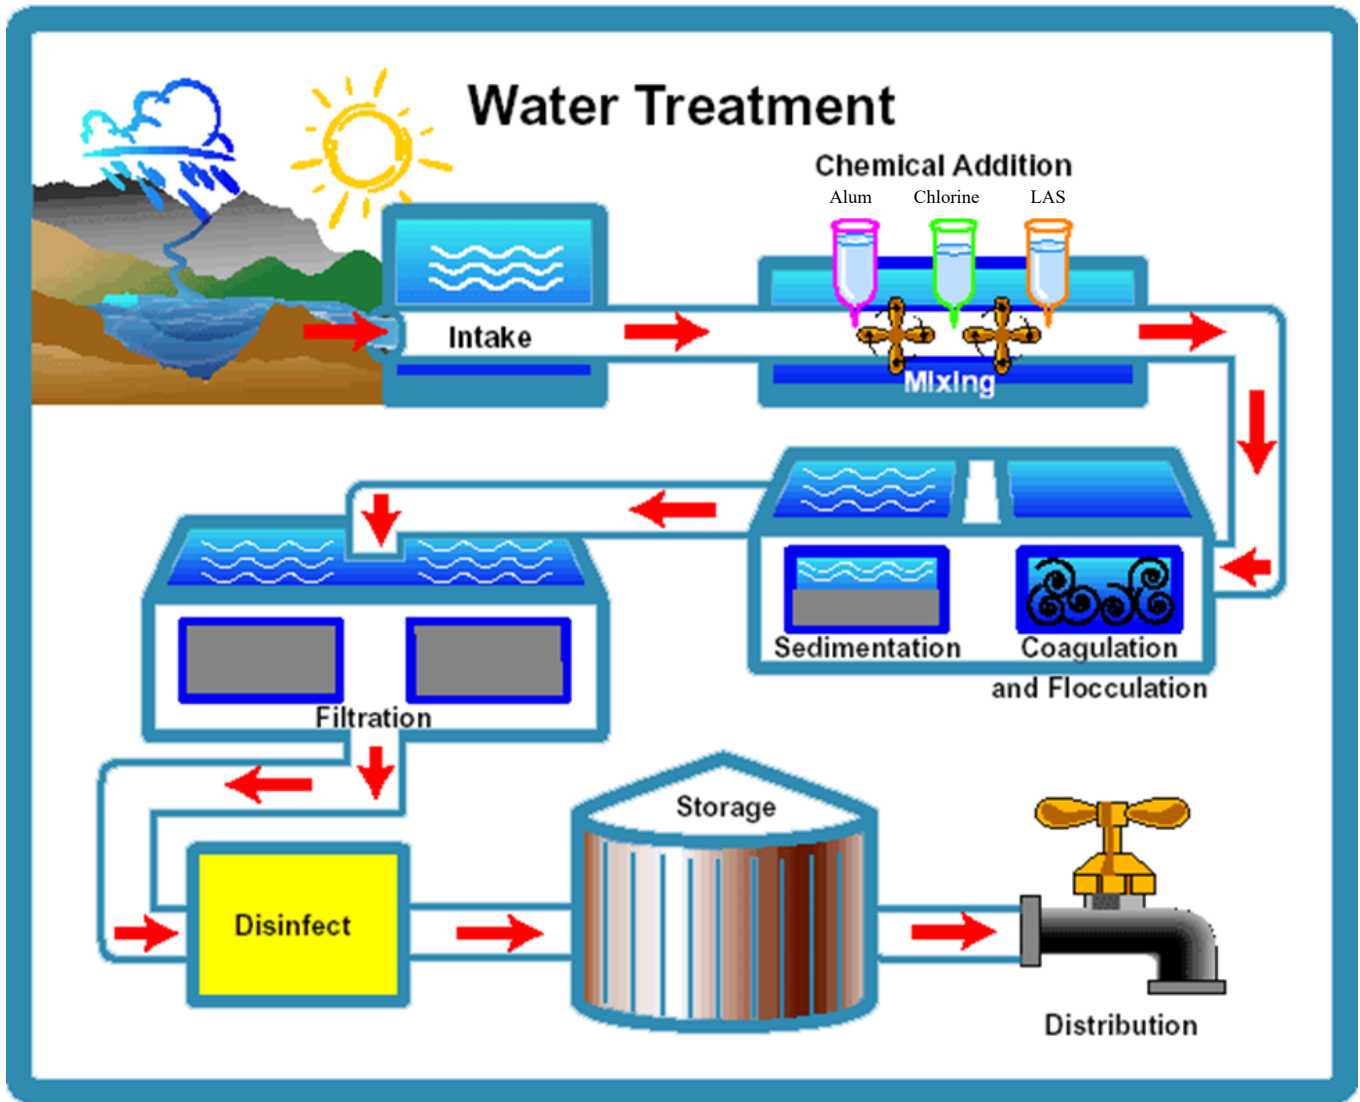 Water Treatment
Chemical Addition
Alum Chlorine LAS
Intake
Mixing
Sedimentation
Coagulation
and Flocculation
Filtration
Storage
Disinfect
Distribution